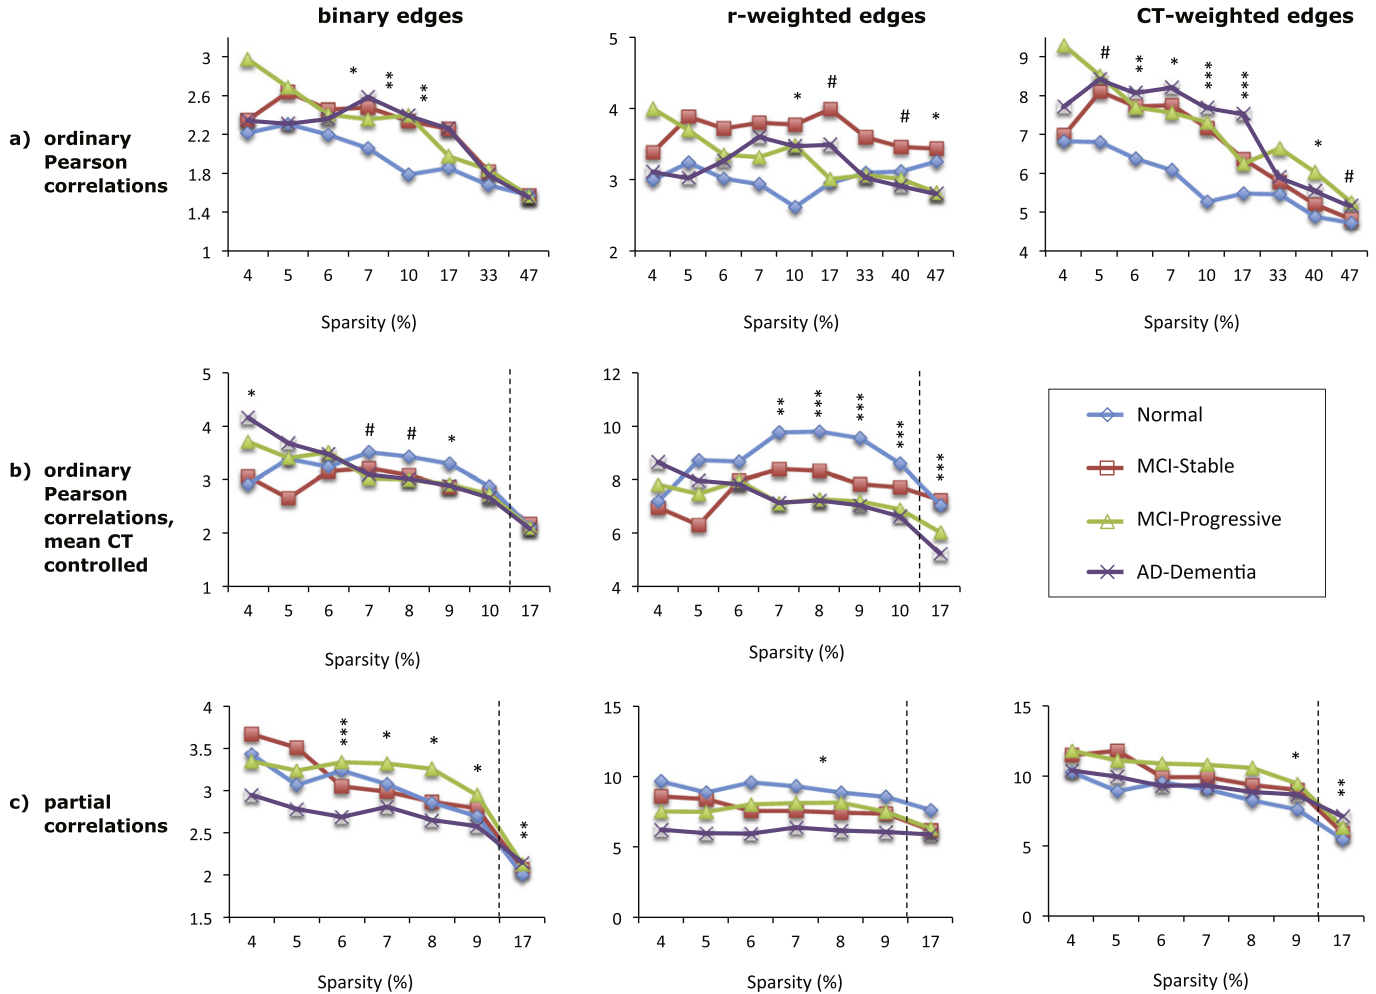 binary edges
r-weighted edges
CT-weighted edges
a) ordinary
Pearson
correlations
3
2.6
2.2
1.8
1.4
1
* ** **
4 5 6 7 10 17 33 47
Sparsity (%)
5
4
3
2
* # # *
4 5 6 7 10 17 33 40 47
Sparsity (%)
9
8
7
6
5
4
# ** * *** *** * #
4 5 6 7 10 17 33 40 47
Sparsity (%)
b) ordinary
Pearson
correlations,
mean CT
controlled
5
4
3
2
1
* # # *
4 5 6 7 8 9 10 17
Sparsity (%)
12
10
8
6
4
** *** *** *** ***
4 5 6 7 8 9 10 17
Sparsity (%)
Normal
MCI-Stable
MCI-Progressive
AD-Dementia
c) partial
correlations
4
3.5
3
2.5
2
1.5
*** * * * **
4 5 6 7 8 9 17
Sparsity (%)
15
10
5
0
*
4 5 6 7 8 9 17
Sparsity (%)
15
10
5
0
* **
4 5 6 7 8 9 17
Sparsity (%)